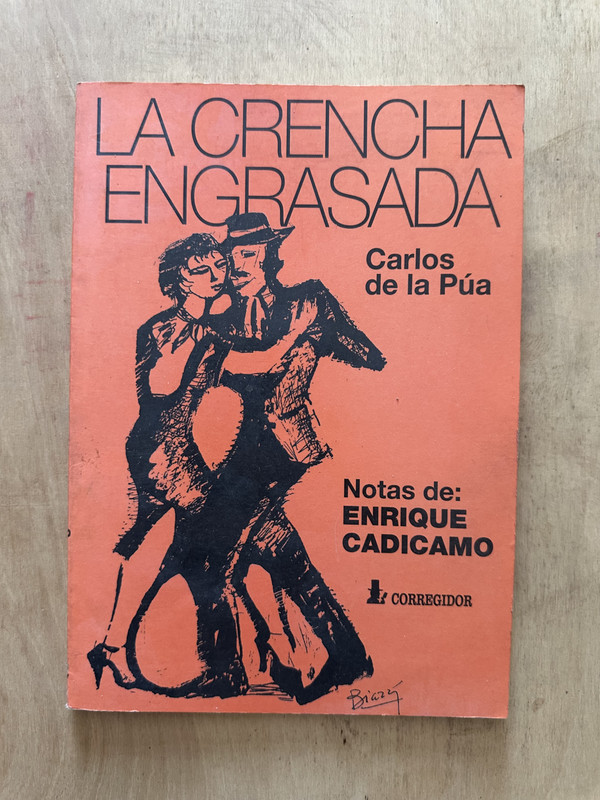 LA CRENCHA
ENGRASADA
Carlos
de la Púa
Notas de:
ENRIQUE
CADICAMO
CORREGIDOR